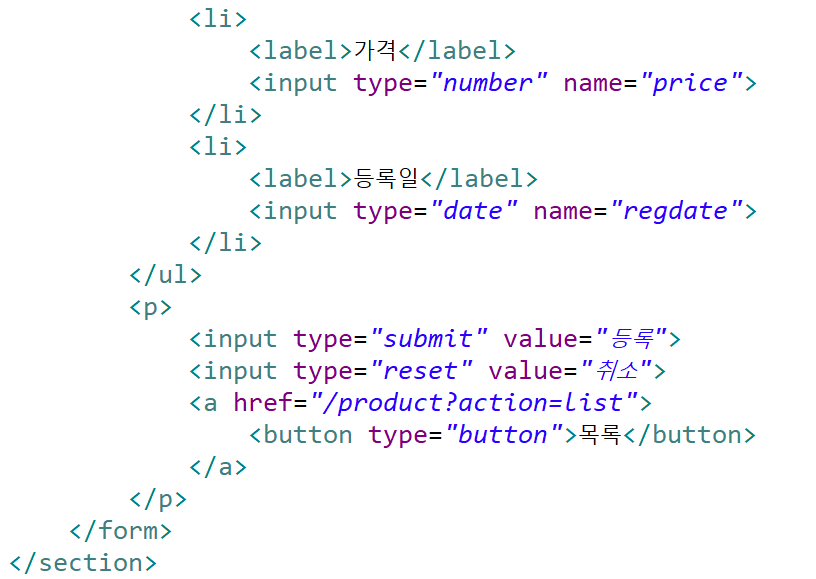 <li>
<label>가격</label>
<input type="number" name="price">
</li>
<li>
<label>등록일</label>
<input type="date" name="regdate">
</li>
</ul>
<p>
<input type="submit" value="등록">
<input type="reset" value="취소">
<a href="/product?action=list">
<button type="button">목록</button>
</a>
</p>
</form>
</section>